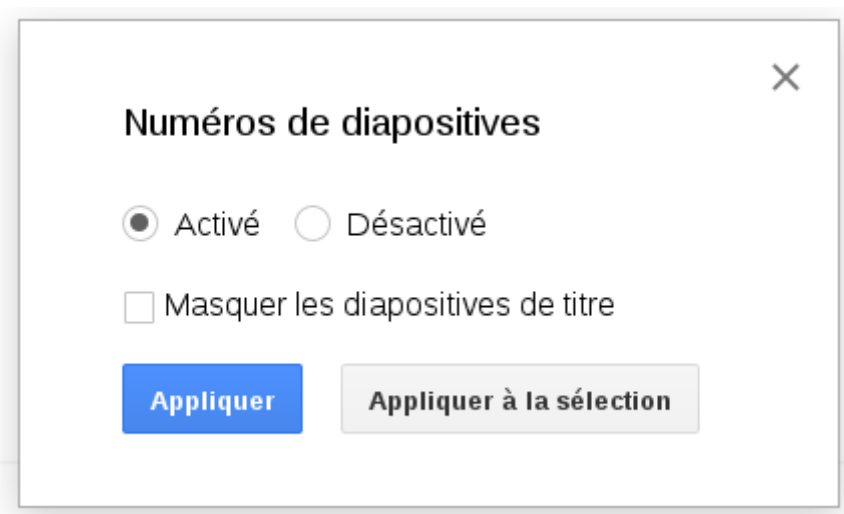 Numéros de diapositives
Activé Désactivé
Masquer les diapositives de titre
Appliquer Appliquer à la sélection